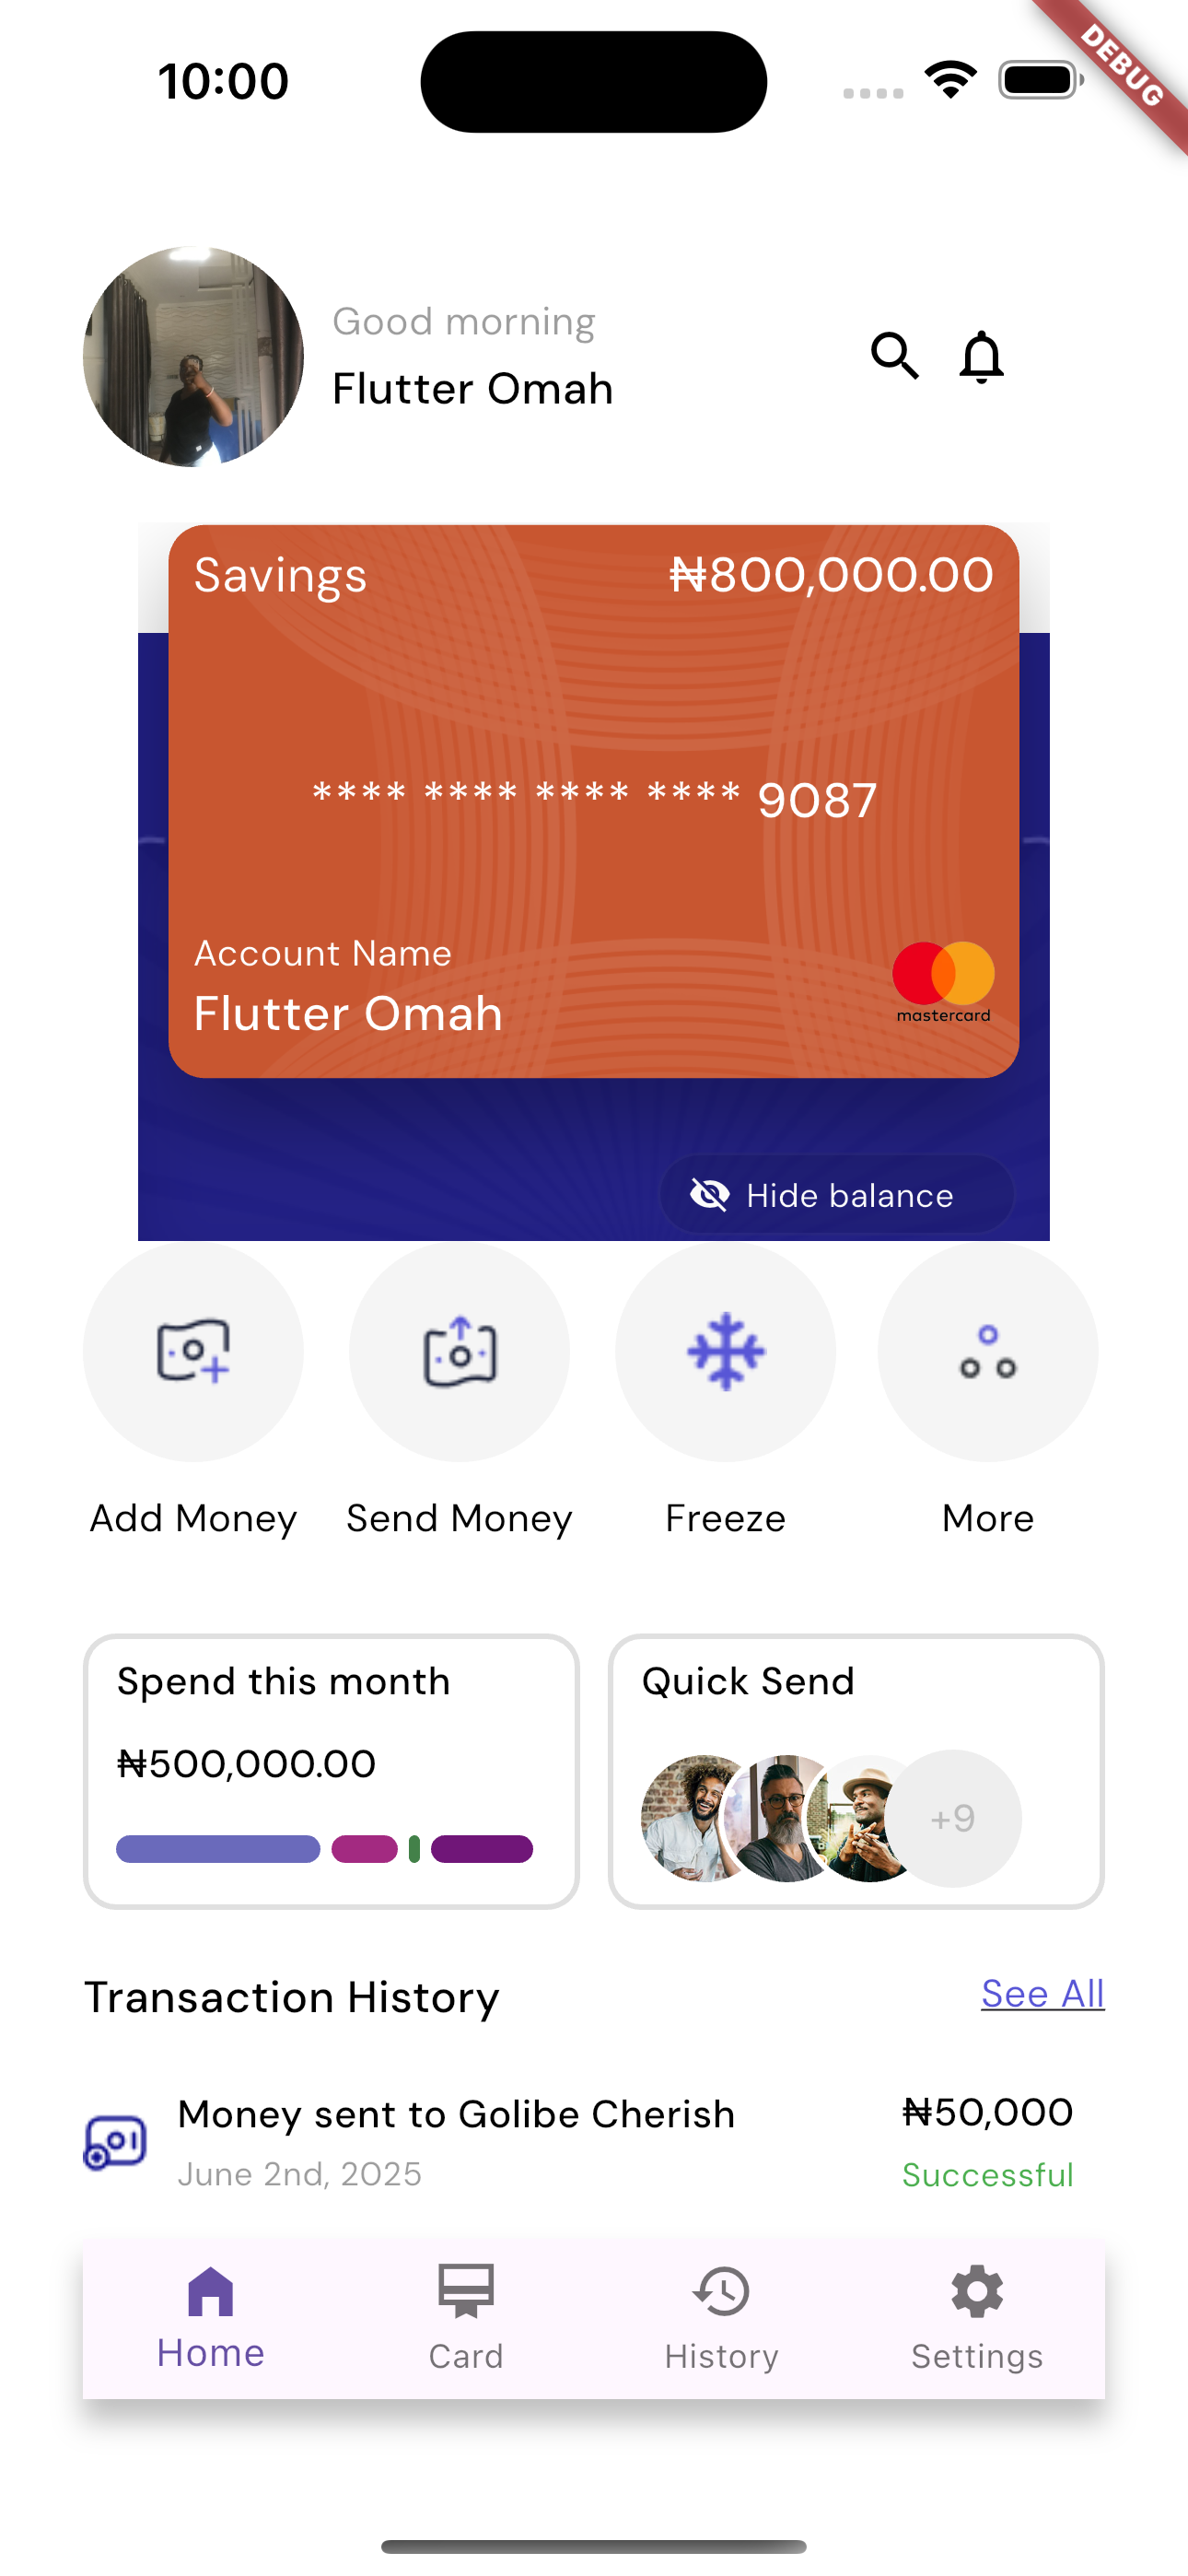 10:00
DEBUG
Good morning
Flutter Omah
Savings ₦800,000.00
**** **** **** **** 9087
Account Name
Flutter Omah
mastercard
Hide balance
Add Money Send Money Freeze More
Spend this month
₦500,000.00
Quick Send
+9
Transaction History See All
Money sent to Golibe Cherish ₦50,000
June 2nd, 2025 Successful
Home Card History Settings